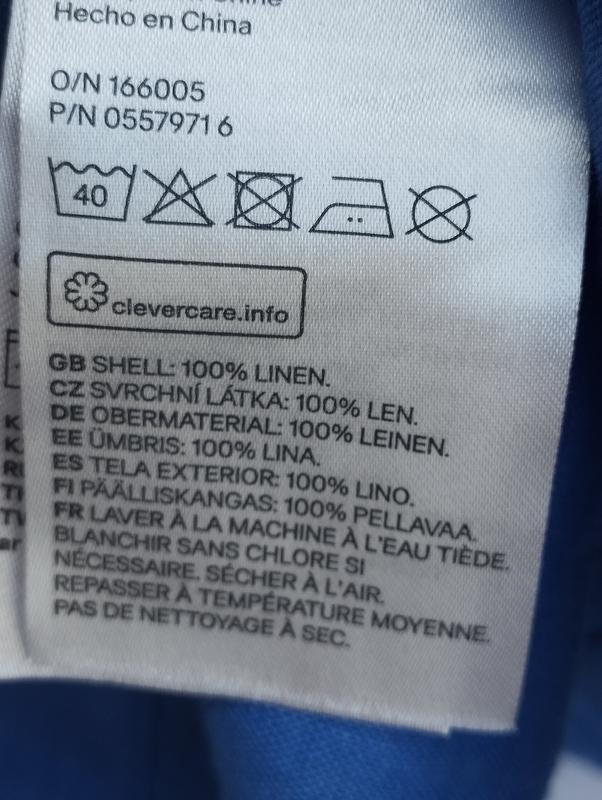 Hecho en China
O/N 166005
P/N 0557971 6
40
clevercare.info
GB SHELL: 100% LINEN.
CZ SVRCHNÍ LÁTKA: 100% LEN.
DE OBERMATERIAL: 100% LEINEN.
EE ÜMBRIS: 100% LINA.
ES TELA EXTERIOR: 100% LINO.
FI PÄÄLLISKANGAS: 100% PELLAVAA.
FR LAVER À LA MACHINE À L'EAU TIÈDE.
BLANCHIR SANS CHLORE SI
NÉCESSAIRE. SÉCHER À L'AIR.
REPASSER À TEMPÉRATURE MOYENNE.
PAS DE NETTOYAGE À SEC.